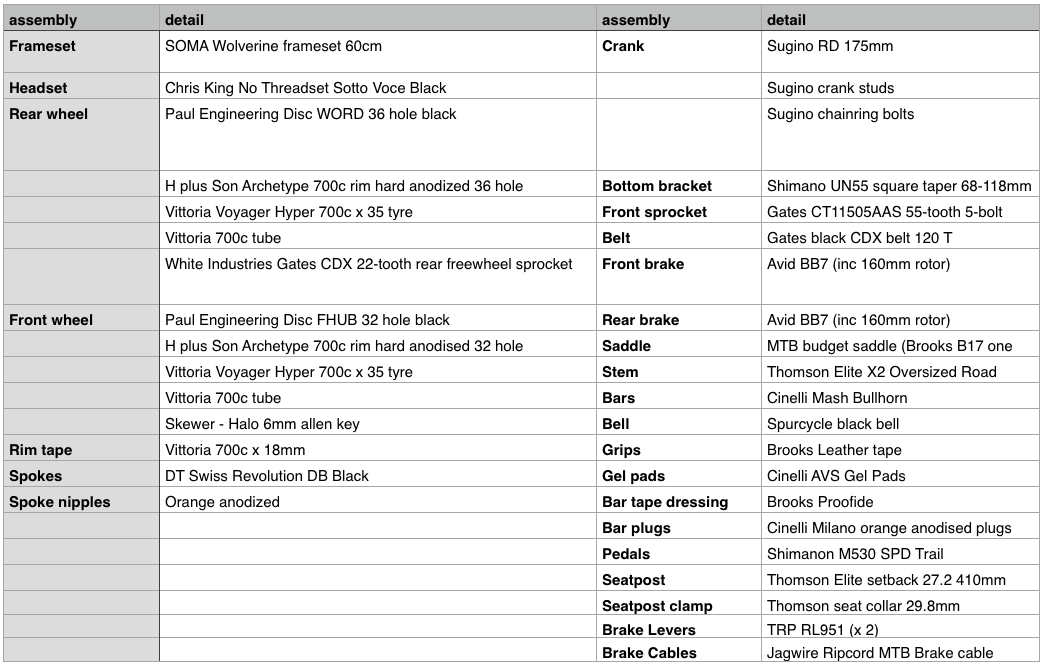 assembly detail assembly detail
Frameset SOMA Wolverine frameset 60cm Crank Sugino RD 175mm
Headset Chris King No Threadset Sotto Voce Black Sugino crank studs
Rear wheel Paul Engineering Disc WORD 36 hole black Sugino chainring bolts
H plus Son Archetype 700c rim hard anodized 36 hole Bottom bracket Shimano UN55 square taper 68-118mm
Vittoria Voyager Hyper 700c x 35 tyre Front sprocket Gates CT11505AAS 55-tooth 5-bolt
Vittoria 700c tube Belt Gates black CDX belt 120 T
White Industries Gates CDX 22-tooth rear freewheel sprocket Front brake Avid BB7 (inc 160mm rotor)
Front wheel Paul Engineering Disc FHUB 32 hole black Rear brake Avid BB7 (inc 160mm rotor)
H plus Son Archetype 700c rim hard anodised 32 hole Saddle MTB budget saddle (Brooks B17 one
Vittoria Voyager Hyper 700c x 35 tyre Stem Thomson Elite X2 Oversized Road
Vittoria 700c tube Bars Cinelli Mash Bullhorn
Skewer - Halo 6mm allen key Bell Spurcycle black bell
Rim tape Vittoria 700c x 18mm Grips Brooks Leather tape
Spokes DT Swiss Revolution DB Black Gel pads Cinelli AVS Gel Pads
Spoke nipples Orange anodized Bar tape dressing Brooks Proofide
Bar plugs Cinelli Milano orange anodised plugs
Pedals Shimanon M530 SPD Trail
Seatpost Thomson Elite setback 27.2 410mm
Seatpost clamp Thomson seat collar 29.8mm
Brake Levers TRP RL951 (x 2)
Brake Cables Jagwire Ripcord MTB Brake cable